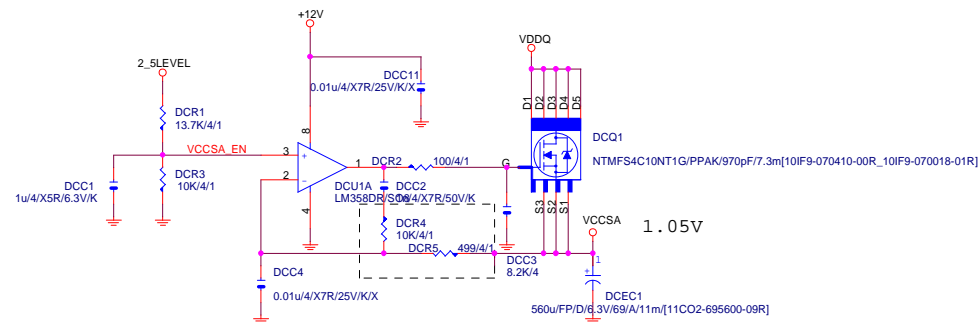 +12V
VDDQ
2_5LEVEL
DCC11
0.01u/4/X7R/25V/K/X
D1
D2
D3
D4
D5
DCR1
13.7K/4/1
8
DCQ1
VCCSA_EN
3
+
1
DCR2
100/4/1
G
NTMFS4C10NT1G/PPAK/970pF/7.3m[10IF9-070410-00R_10IF9-070018-01R]
DCC1
1u/4/X5R/6.3V/K
DCR3
10K/4/1
2
-
4
DCU1A
LM358DR/SO8
DCC2
/4/X7R/50V/K
S3
S2
S1
VCCSA
1.05V
DCR4
10K/4/1
DCR5
499/4/1
DCC3
8.2K/4
DCC4
0.01u/4/X7R/25V/K/X
+
1
DCEC1
560u/FP/D/6.3V/69/A/11m/[11CO2-695600-09R]